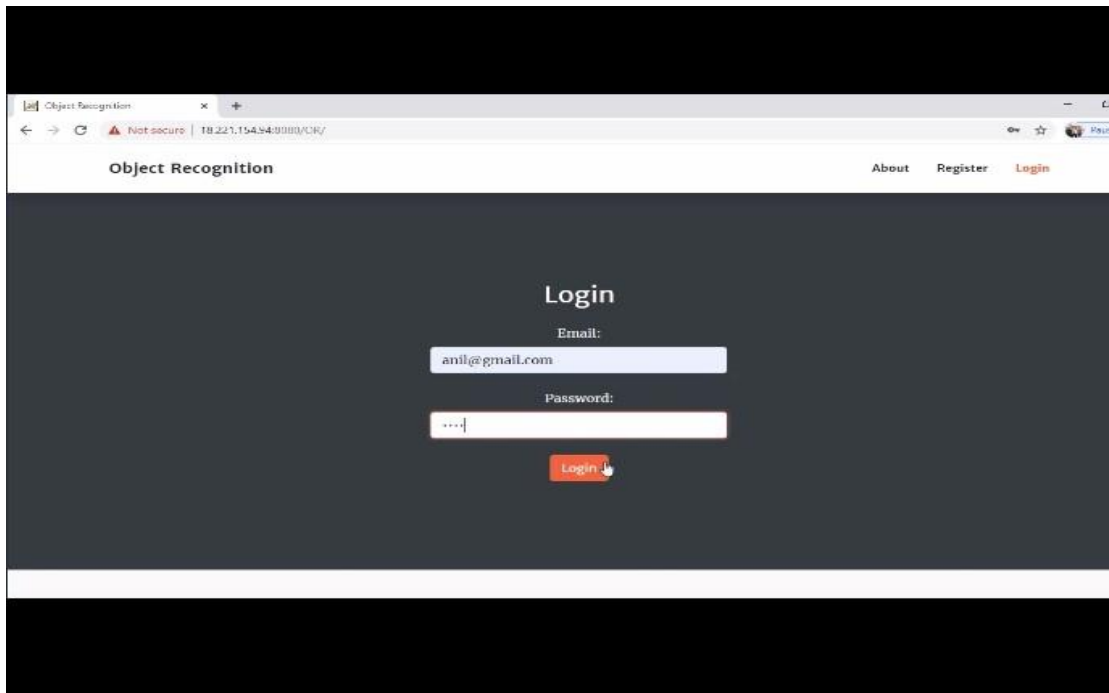 Object Recognition
Not secure | 18.221.154.94:8080/OR/
Object Recognition About Register Login
Login
Email:
anil@gmail.com
Password:
Login